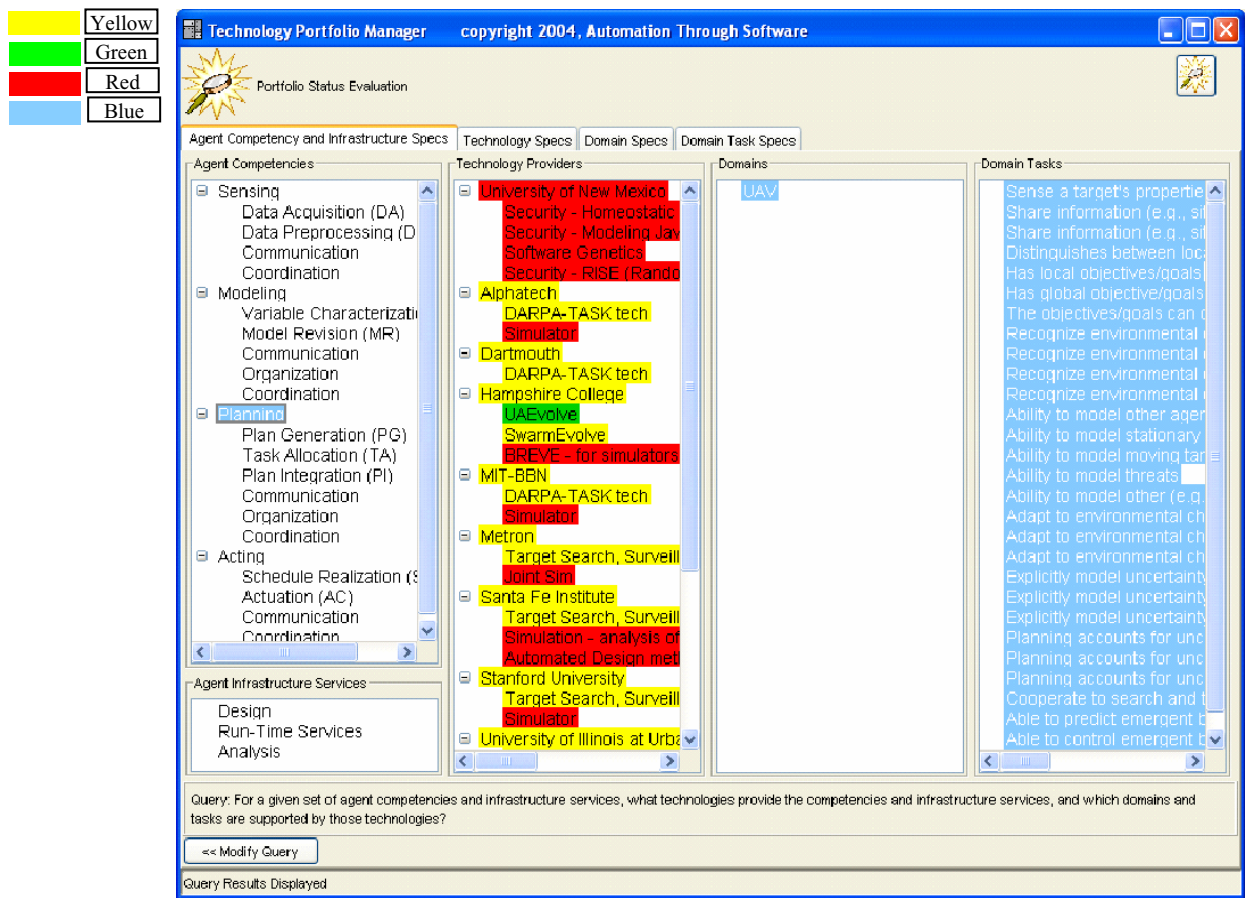 Yellow
Green
Red
Blue
Technology Portfolio Manager copyright 2004, Automation Through Software
Portfolio Status Evaluation
Agent Competency and Infrastructure Specs
Technology Specs
Domain Specs
Domain Task Specs
Agent Competencies
Sensing
Data Acquisition (DA)
Data Preprocessing (D
Communication
Coordination
Modeling
Variable Characterizati
Model Revision (MR)
Communication
Organization
Coordination
Planning
Plan Generation (PG)
Task Allocation (TA)
Plan Integration (PI)
Communication
Organization
Coordination
Acting
Schedule Realization (S
Actuation (AC)
Communication
Coordination
Agent Infrastructure Services
Design
Run-Time Services
Analysis
Technology Providers
University of New Mexico
Security - Homeostatic
Security - Modeling Jav
Software Genetics
Security - RISE (Rando
Alphatech
DARPA-TASK tech
Simulator
Dartmouth
DARPA-TASK tech
Hampshire College
UAEvolve
SwarmEvolve
BREVE - for simulators
MIT-BBN
DARPA-TASK tech
Simulator
Metron
Target Search, Surveill
Joint Sim
Santa Fe Institute
Target Search, Surveill
Simulation - analysis of
Automated Design met
Stanford University
Target Search, Surveill
Simulator
University of Illinois at Urba
Domains
UAV
Domain Tasks
Sense a target's propertie
Share information (e.g., sit
Share information (e.g., sit
Distinguishes between loc
Has local objectives/goals
Has global objective/goals
The objectives/goals can c
Recognize environmental c
Recognize environmental c
Recognize environmental c
Recognize environmental c
Ability to model other agen
Ability to model stationary
Ability to model moving tar
Ability to model threats
Ability to model other (e.g.
Adapt to environmental ch
Adapt to environmental ch
Adapt to environmental ch
Explicitly model uncertainty
Explicitly model uncertainty
Explicitly model uncertainty
Planning accounts for unc
Planning accounts for unc
Planning accounts for unc
Cooperate to search and t
Able to predict emergent b
Able to control emergent b
Query: For a given set of agent competencies and infrastructure services, what technologies provide the competencies and infrastructure services, and which domains and
tasks are supported by those technologies?
<< Modify Query
Query Results Displayed